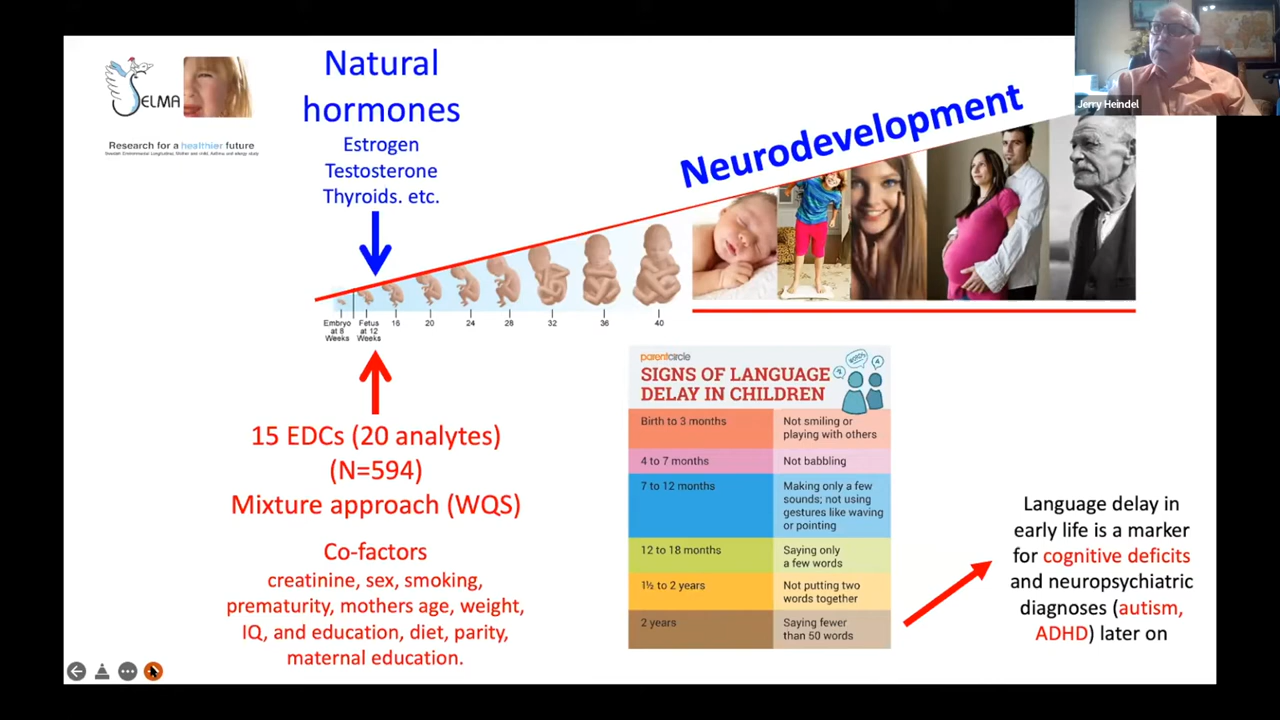 SELMA
Research for a healthier future
Swedish Environmental Longitudinal, Mother and child, Asthma and allergy study
Natural
hormones
Estrogen
Testosterone
Thyroids. etc.
Neurodevelopment
Jerry Heindel
Embryo
at 8
Weeks
Fetus
at 12
Weeks
16
20
24
28
32
36
40
15 EDCs (20 analytes)
(N=594)
Mixture approach (WQS)
Co-factors
creatinine, sex, smoking,
prematurity, mothers age, weight,
IQ, and education, diet, parity,
maternal education.
parentcircle
SIGNS OF LANGUAGE
DELAY IN CHILDREN
WORDS
A
Birth to 3 months
Not smiling or
playing with others
4 to 7 months
Not babbling
7 to 12 months
Making only a few
sounds; not using
gestures like waving
or pointing
12 to 18 months
Saying only
a few words
1½ to 2 years
Not putting two
words together
2 years
Saying fewer
than 50 words
Language delay in
early life is a marker
for cognitive deficits
and neuropsychiatric
diagnoses (autism,
ADHD) later on